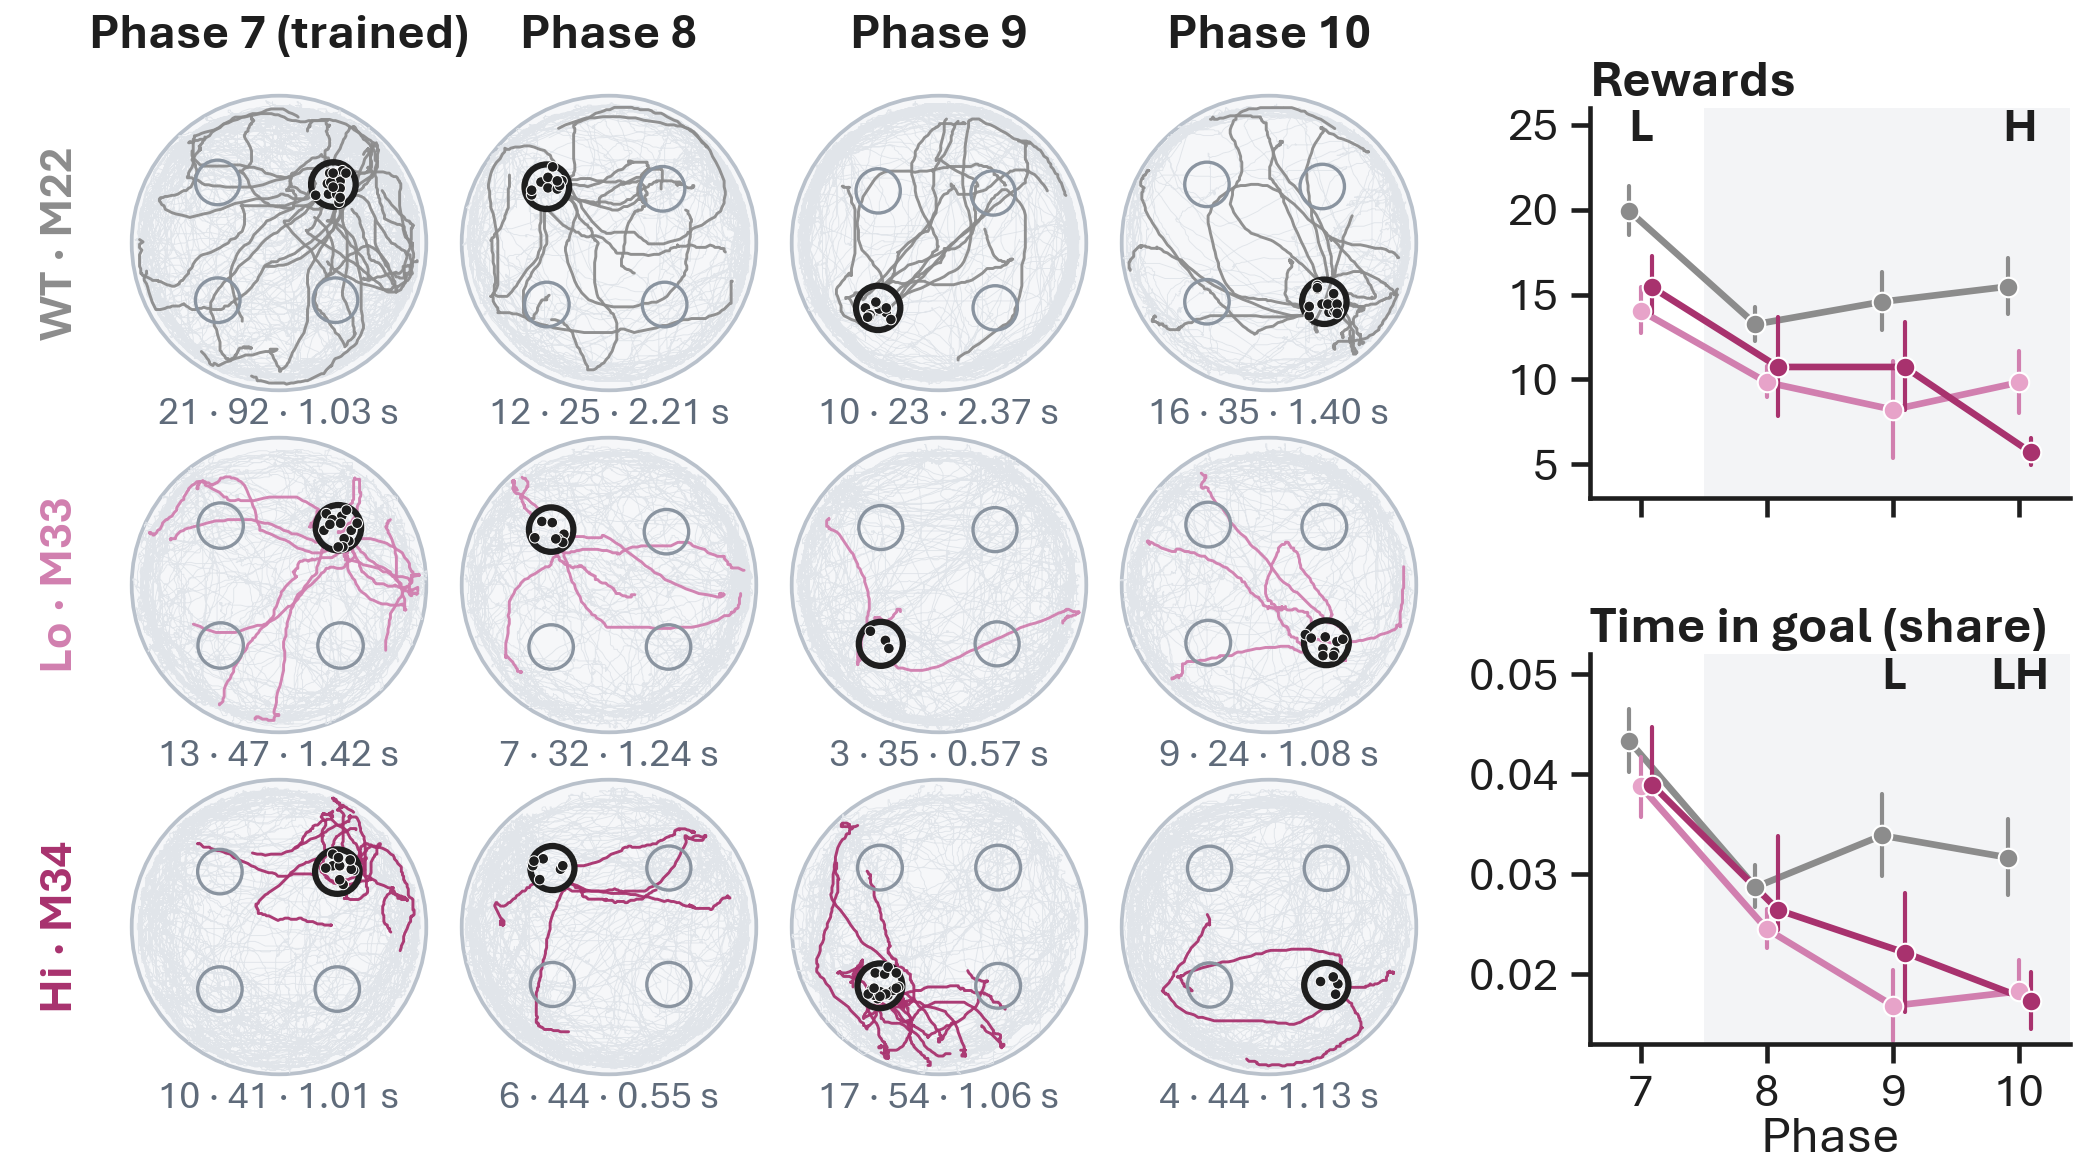 Phase 7 (trained)
Phase 8
Phase 9
Phase 10
WT · M22
21 · 92 · 1.03 s
12 · 25 · 2.21 s
10 · 23 · 2.37 s
16 · 35 · 1.40 s
Lo · M33
13 · 47 · 1.42 s
7 · 32 · 1.24 s
3 · 35 · 0.57 s
9 · 24 · 1.08 s
Hi · M34
10 · 41 · 1.01 s
6 · 44 · 0.55 s
17 · 54 · 1.06 s
4 · 44 · 1.13 s
Rewards
L
H
25
20
15
10
5
Time in goal (share)
L
LH
0.05
0.04
0.03
0.02
7
8
9
10
Phase